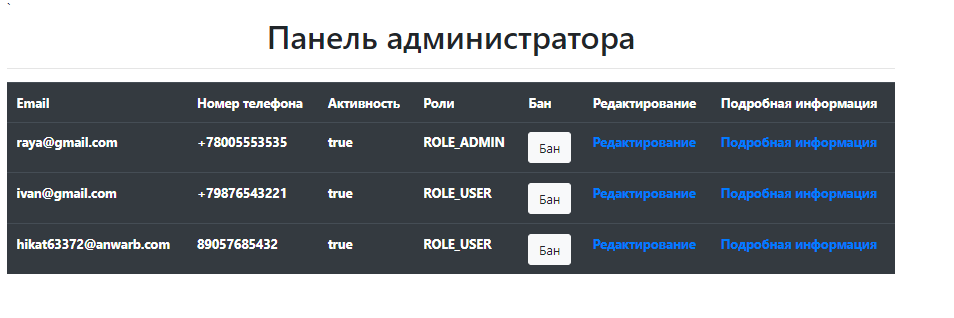 `
Панель администратора
Email Номер телефона Активность Роли Бан Редактирование Подробная информация
raya@gmail.com +78005553535 true ROLE_ADMIN Бан Редактирование Подробная информация
ivan@gmail.com +79876543221 true ROLE_USER Бан Редактирование Подробная информация
hikat63372@anwarb.com 89057685432 true ROLE_USER Бан Редактирование Подробная информация